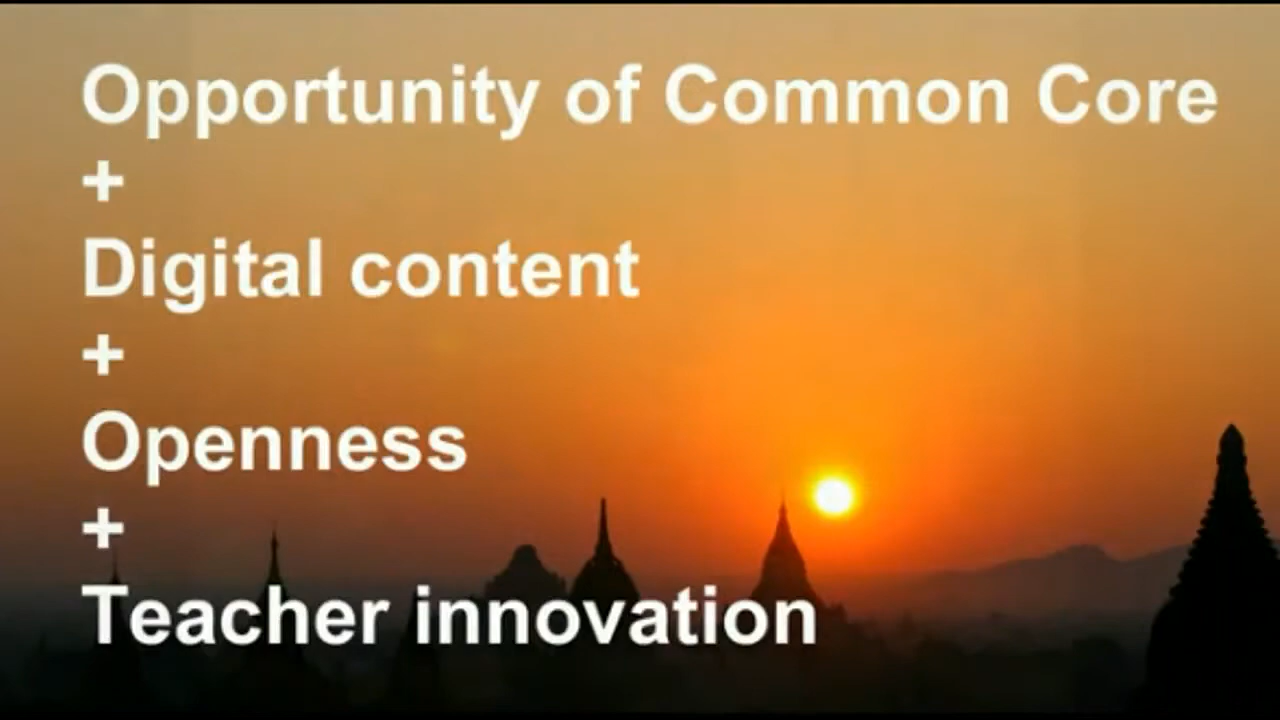 Opportunity of Common Core
+
Digital content
+
Openness
+
Teacher innovation